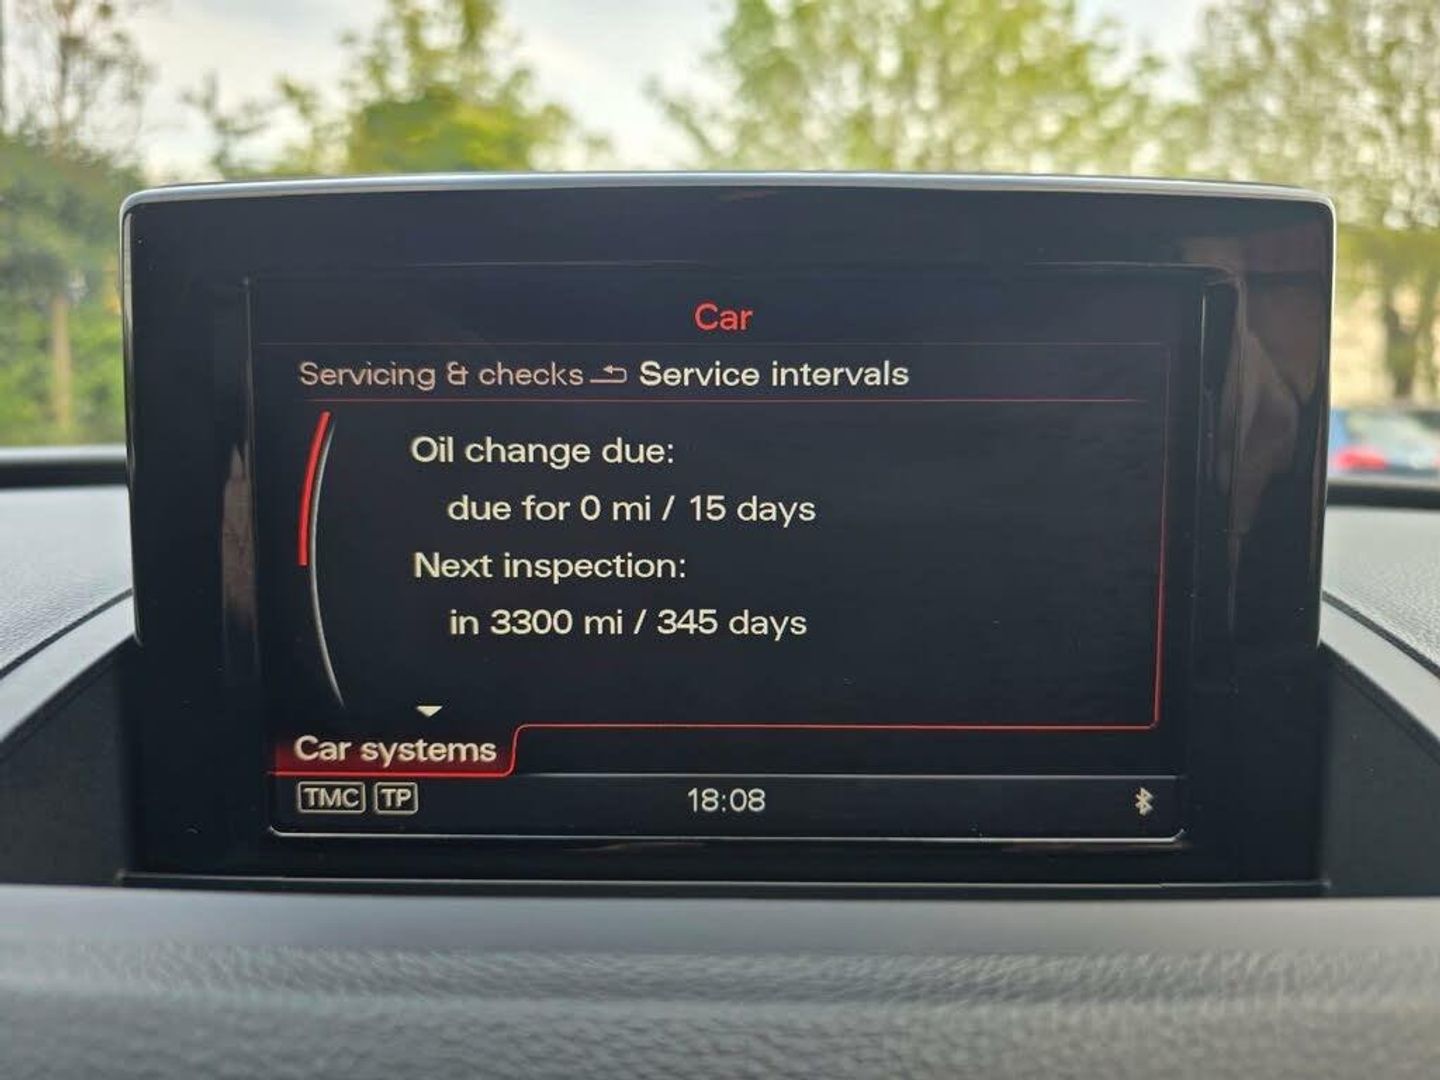 Car
Servicing & checks Service intervals
Oil change due:
due for 0 mi / 15 days
Next inspection:
in 3300 mi / 345 days
Car systems
TMC TP 18:08